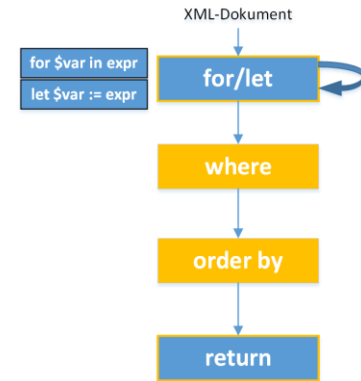 XML-Dokument
for $var in expr
let $var := expr
for/let
where
order by
return